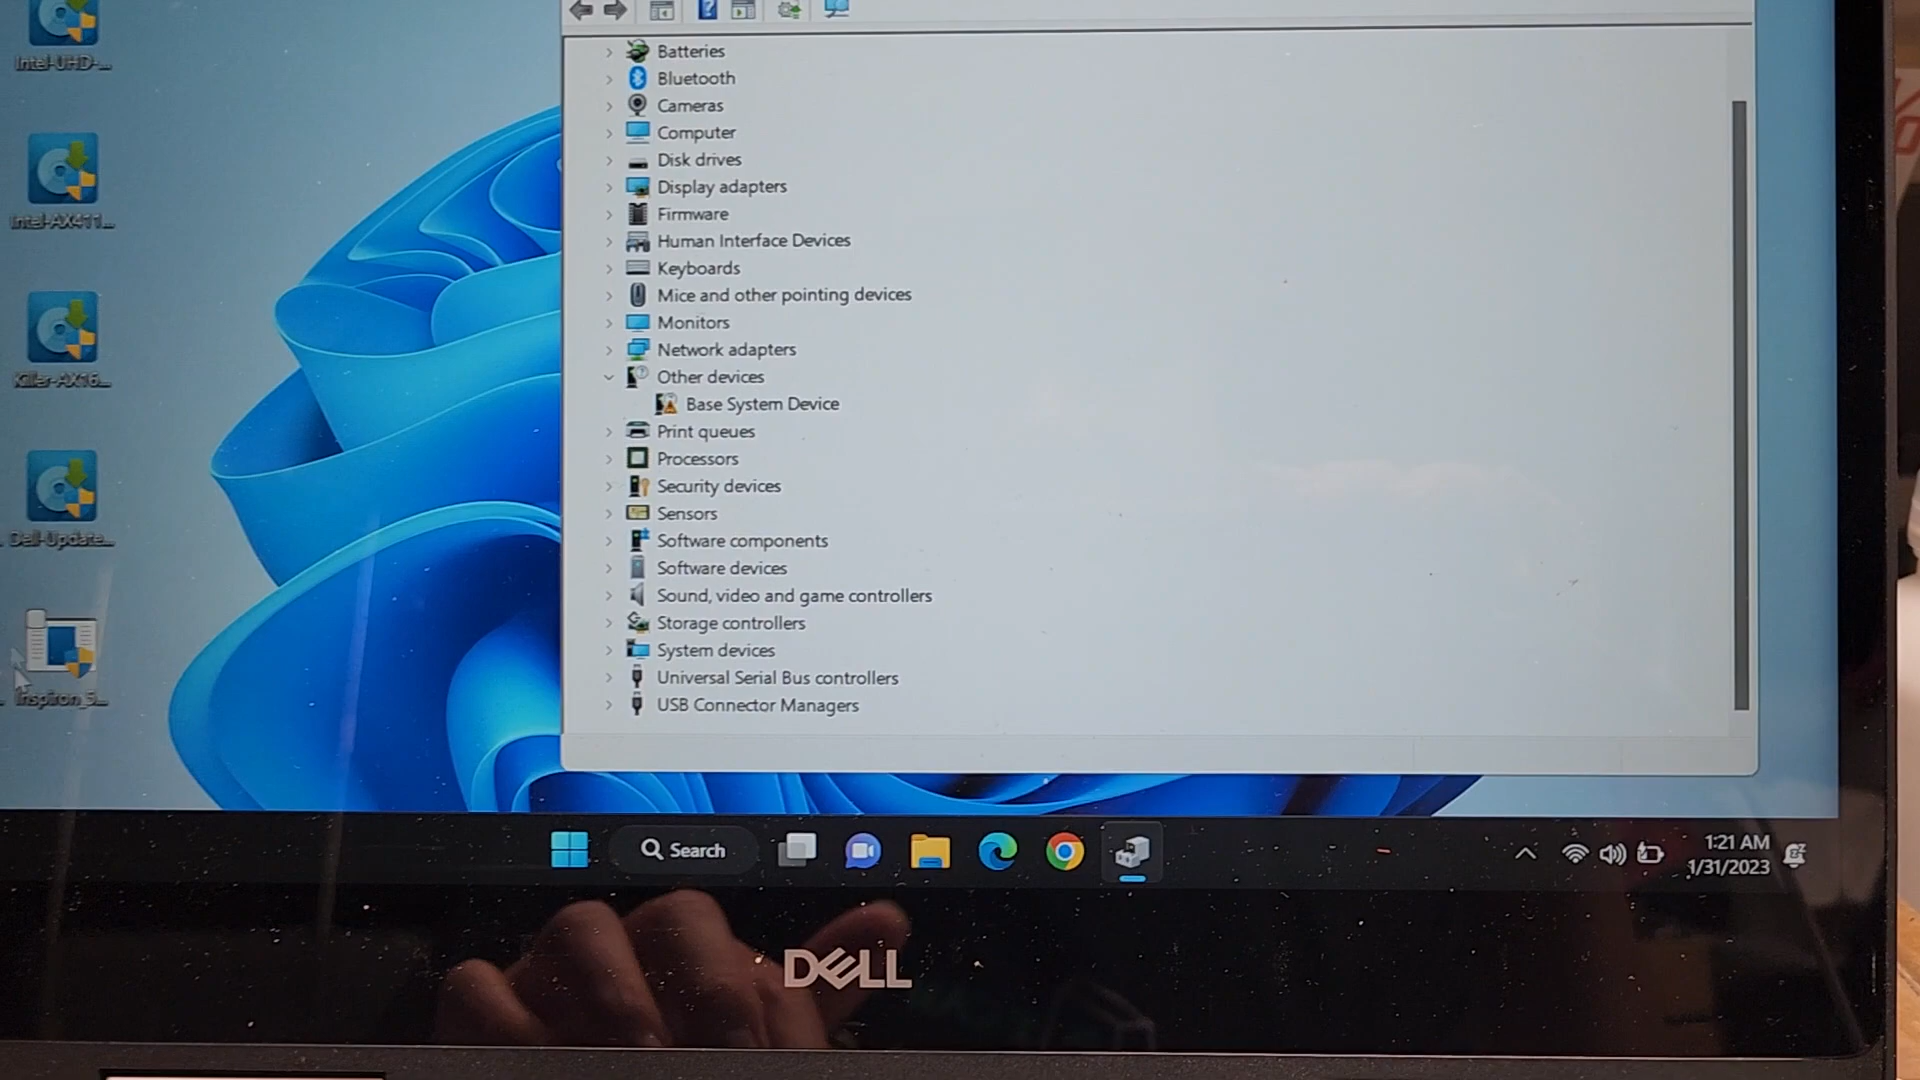 Intel-UHD-...
Intel-AX411...
Killer-AX16...
Dell-Update...
Inspiron_5...
Batteries
Bluetooth
Cameras
Computer
Disk drives
Display adapters
Firmware
Human Interface Devices
Keyboards
Mice and other pointing devices
Monitors
Network adapters
Other devices
Base System Device
Print queues
Processors
Security devices
Sensors
Software components
Software devices
Sound, video and game controllers
Storage controllers
System devices
Universal Serial Bus controllers
USB Connector Managers
Search
1:21 AM
1/31/2023
DELL